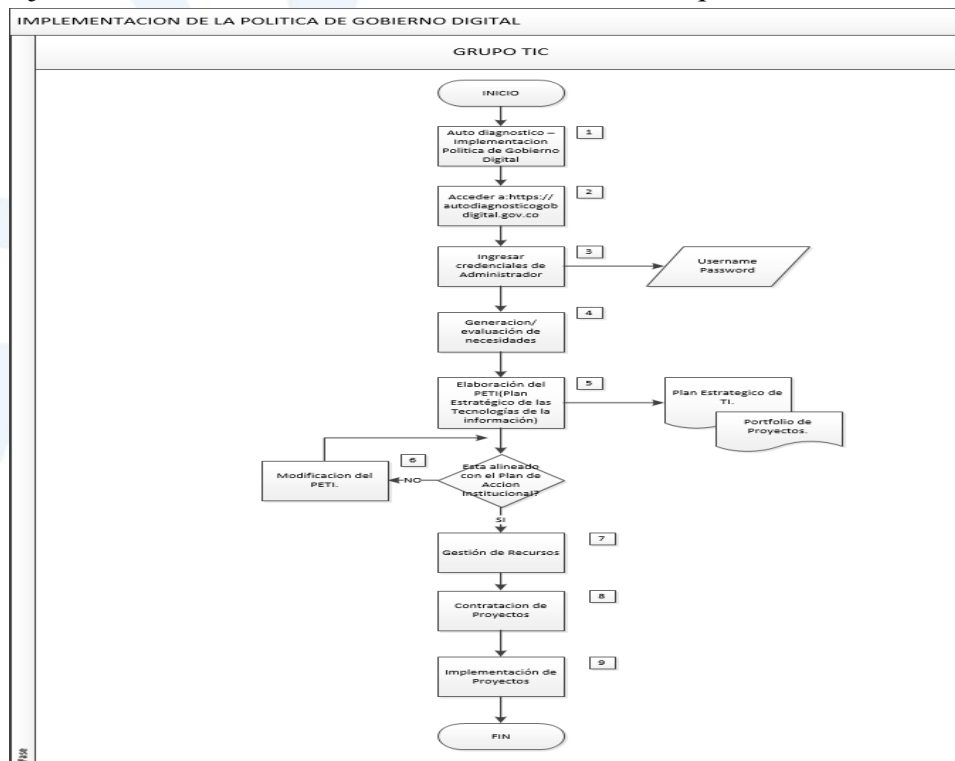 IMPLEMENTACION DE LA POLITICA DE GOBIERNO DIGITAL
GRUPO TIC
INICIO
Auto diagnostico –
Implementacion
Politica de Gobierno
Digital
1
Acceder a:https://
autodiagnosticogob
digital.gov.co
2
Ingresar
credenciales de
Administrador
3
Username
Password
Generacion/
evaluación de
necesidades
4
Elaboración del
PETI(Plan
Estratégico de las
Tecnologías de la
información)
5
Plan Estrategico de
TI.
Portfolio de
Proyectos.
Esta alineado
con el Plan de
Accion
Institucional?
NO
6
Modificacion del
PETI.
SI
Gestión de Recursos
7
Contratacion de
Proyectos
8
Implementación de
Proyectos
9
FIN
Fase